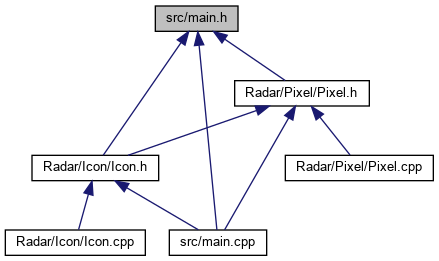 src/main.h
Radar/Pixel/Pixel.h
Radar/Icon/Icon.h
Radar/Pixel/Pixel.cpp
Radar/Icon/Icon.cpp
src/main.cpp